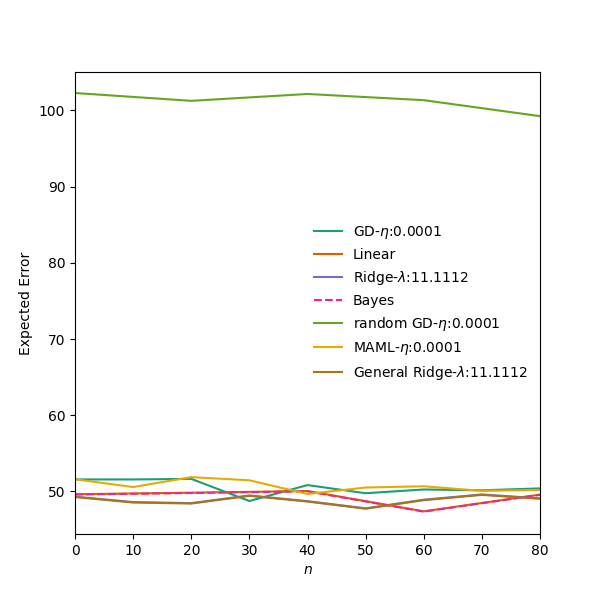 100
90
80
70
60
50
Expected Error
GD-η:0.0001
Linear
Ridge-λ:11.1112
Bayes
random GD-η:0.0001
MAML-η:0.0001
General Ridge-λ:11.1112
0 10 20 30 40 50 60 70 80
n